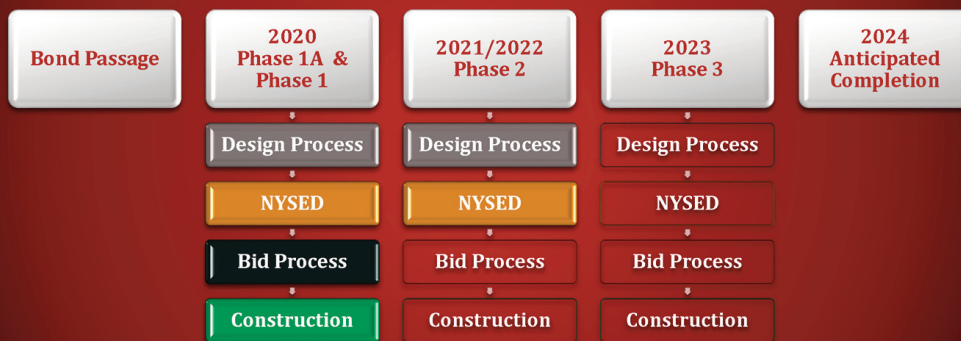 Bond Passage
2020
Phase 1A &
Phase 1
2021/2022
Phase 2
2023
Phase 3
2024
Anticipated
Completion
Design Process
Design Process
Design Process
NYSED
NYSED
NYSED
Bid Process
Bid Process
Bid Process
Construction
Construction
Construction